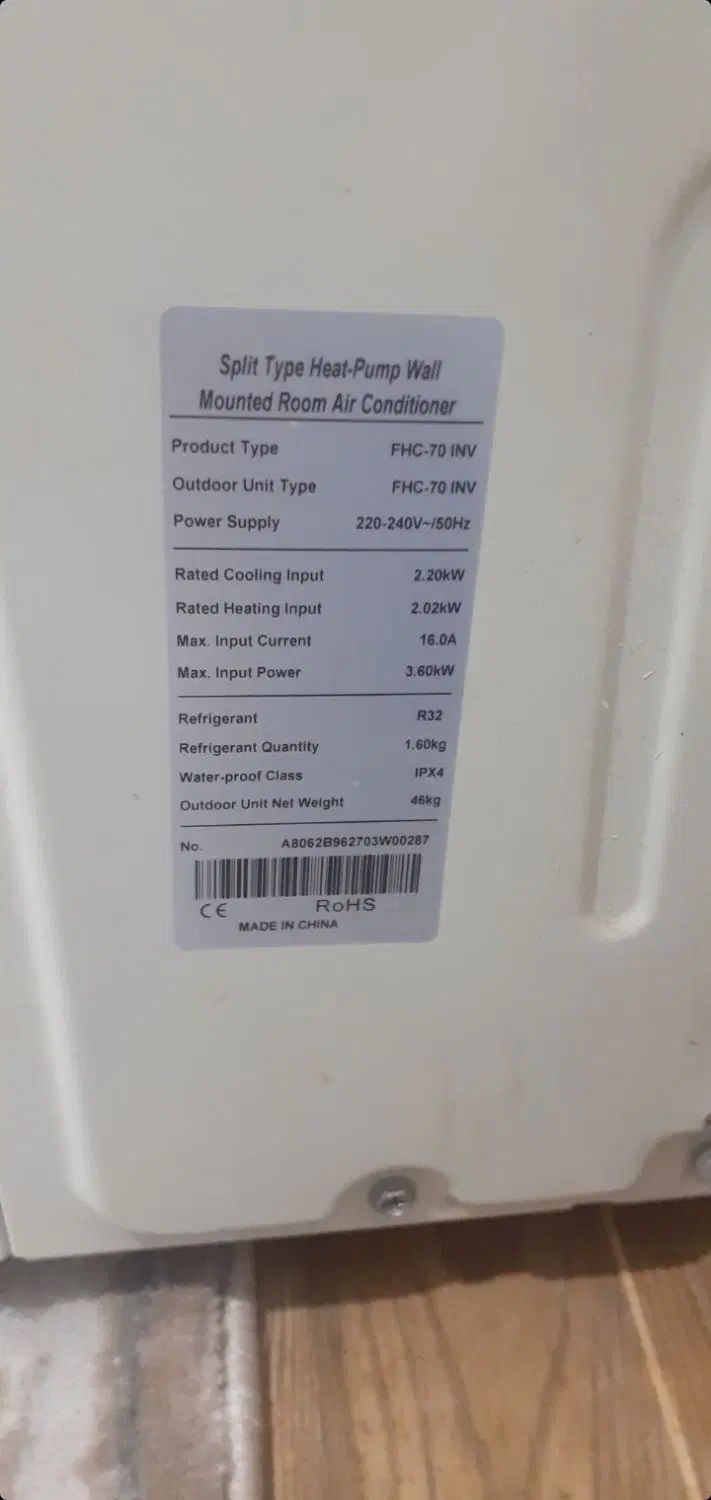 Split Type Heat-Pump Wall
Mounted Room Air Conditioner
Product Type FHC-70 INV
Outdoor Unit Type FHC-70 INV
Power Supply 220-240V~/50Hz
Rated Cooling Input 2.20kW
Rated Heating Input 2.02kW
Max. Input Current 16.0A
Max. Input Power 3.60kW
Refrigerant R32
Refrigerant Quantity 1.60kg
Water-proof Class IPX4
Outdoor Unit Net Weight 46kg
No. A8062B962703W00287
CE RoHS
MADE IN CHINA